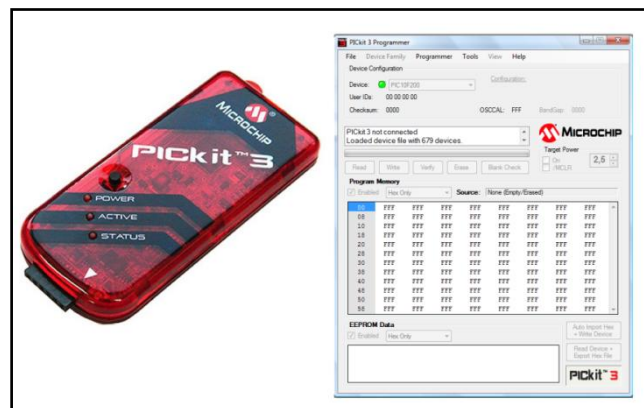 MICROCHIP
PICkit™3
POWER
ACTIVE
STATUS
PICkit 3 Programmer
File Device Family Programmer Tools View Help
Device Configuration
Device: PIC10F200 Configuration:
User IDs: 00 00 00 00
Checksum: 0000 OSCCAL: FFF BandGap: 0000
PICkit 3 not connected
Loaded device file with 679 devices.
MICROCHIP
Target Power
On
/MCLR
2,5
Read Write Verify Erase Blank Check
Program Memory
Enabled Hex Only Source: None (Empty/Erased)
00 FFF FFF FFF FFF FFF FFF FFF FFF
08 FFF FFF FFF FFF FFF FFF FFF FFF
10 FFF FFF FFF FFF FFF FFF FFF FFF
18 FFF FFF FFF FFF FFF FFF FFF FFF
20 FFF FFF FFF FFF FFF FFF FFF FFF
28 FFF FFF FFF FFF FFF FFF FFF FFF
30 FFF FFF FFF FFF FFF FFF FFF FFF
38 FFF FFF FFF FFF FFF FFF FFF FFF
40 FFF FFF FFF FFF FFF FFF FFF FFF
48 FFF FFF FFF FFF FFF FFF FFF FFF
50 FFF FFF FFF FFF FFF FFF FFF FFF
58 FFF FFF FFF FFF FFF FFF FFF FFF
EEPROM Data
Enabled Hex Only
Auto Import Hex
+ Write Device
Read Device +
Export Hex File
PICkit™ 3